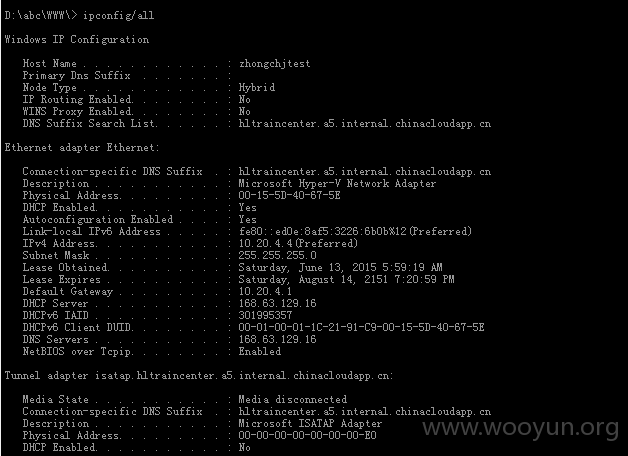 D:\abc\WWW\> ipconfig/all
Windows IP Configuration
Host Name . . . . . . . . . . . . : zhongchjtest
Primary Dns Suffix . . . . . . . :
Node Type . . . . . . . . . . . . : Hybrid
IP Routing Enabled. . . . . . . . : No
WINS Proxy Enabled. . . . . . . . : No
DNS Suffix Search List. . . . . . : hltraincenter.a5.internal.chinacloudapp.cn
Ethernet adapter Ethernet:
Connection-specific DNS Suffix . : hltraincenter.a5.internal.chinacloudapp.cn
Description . . . . . . . . . . . : Microsoft Hyper-V Network Adapter
Physical Address. . . . . . . . . : 00-15-5D-40-67-5E
DHCP Enabled. . . . . . . . . . . : Yes
Autoconfiguration Enabled . . . . : Yes
Link-local IPv6 Address . . . . . : fe80::ed0e:8af5:3226:6b0b%12(Preferred)
IPv4 Address. . . . . . . . . . . : 10.20.4.4(Preferred)
Subnet Mask . . . . . . . . . . . : 255.255.255.0
Lease Obtained. . . . . . . . . . : Saturday, June 13, 2015 5:59:19 AM
Lease Expires . . . . . . . . . . : Saturday, August 14, 2151 7:20:59 PM
Default Gateway . . . . . . . . . : 10.20.4.1
DHCP Server . . . . . . . . . . . : 168.63.129.16
DHCPv6 IAID . . . . . . . . . . . : 301995357
DHCPv6 Client DUID. . . . . . . . : 00-01-00-01-1C-21-91-C9-00-15-5D-40-67-5E
DNS Servers . . . . . . . . . . . : 168.63.129.16
NetBIOS over Tcpip. . . . . . . . : Enabled
Tunnel adapter isatap.hltraincenter.a5.internal.chinacloudapp.cn:
Media State . . . . . . . . . . . : Media disconnected
Connection-specific DNS Suffix . : hltraincenter.a5.internal.chinacloudapp.cn
Description . . . . . . . . . . . : Microsoft ISATAP Adapter
Physical Address. . . . . . . . . : 00-00-00-00-00-00-00-E0
DHCP Enabled. . . . . . . . . . . : No
www.wooyun.org